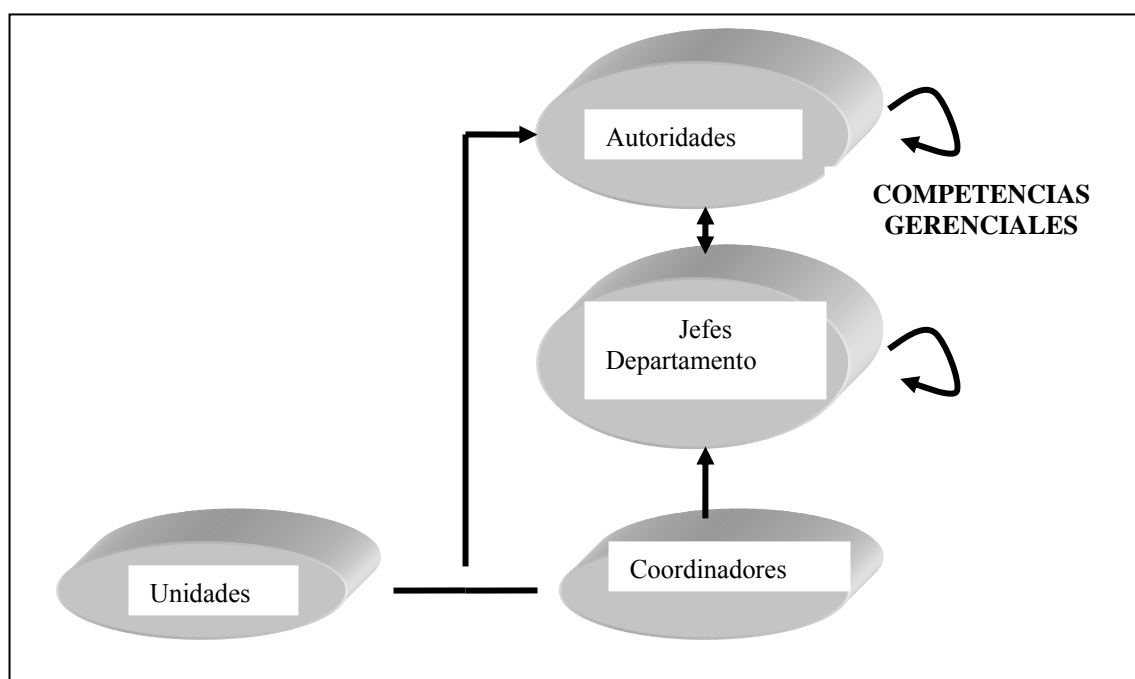 Autoridades
COMPETENCIAS
GERENCIALES
Jefes
Departamento
Coordinadores
Unidades